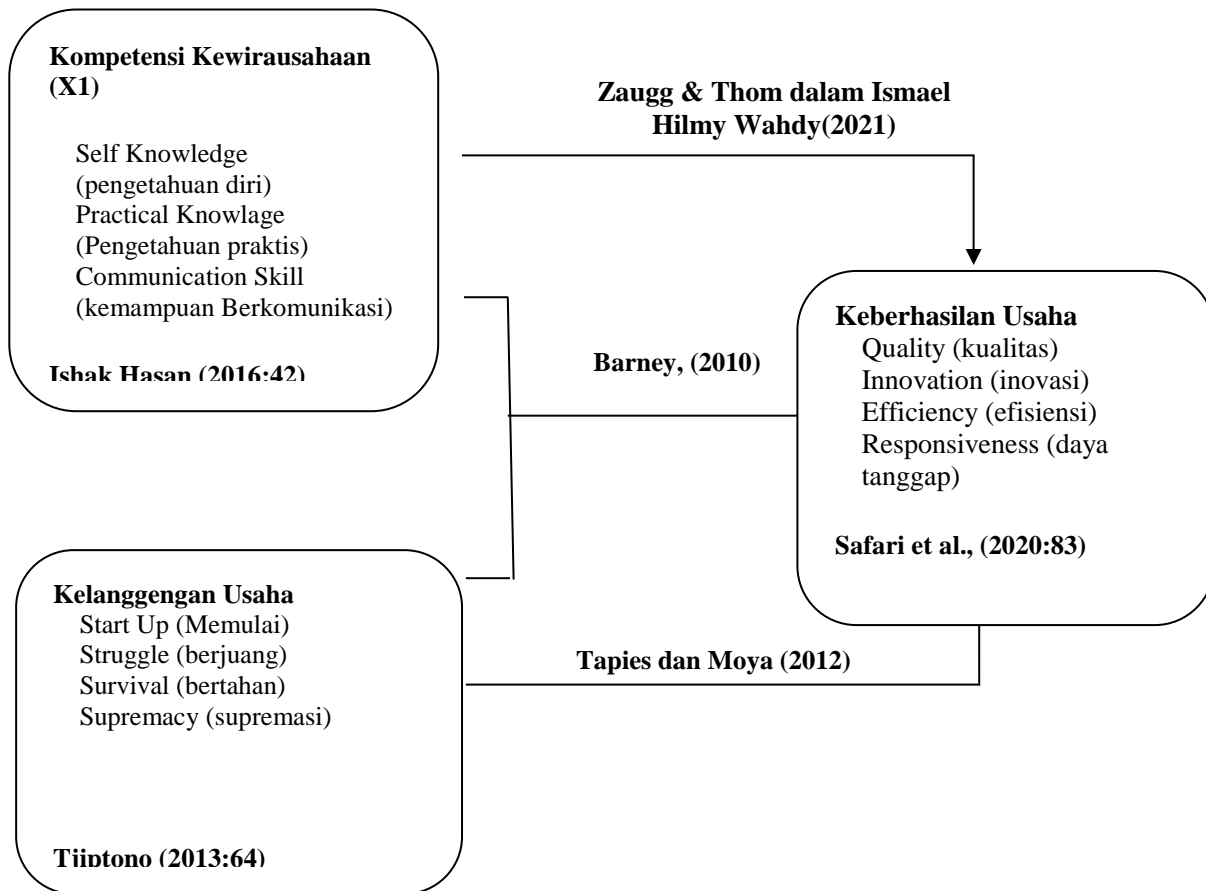 Kompetensi Kewirausahaan
(X1)
Self Knowledge
(pengetahuan diri)
Practical Knowlage
(Pengetahuan praktis)
Communication Skill
(kemampuan Berkomunikasi)
Ishak Hasan (2016:42)
Zaugg & Thom dalam Ismael
Hilmy Wahdy(2021)
Barney, (2010)
Keberhasilan Usaha
Quality (kualitas)
Innovation (inovasi)
Efficiency (efisiensi)
Responsiveness (daya
tanggap)
Safari et al., (2020:83)
Kelanggengan Usaha
Start Up (Memulai)
Struggle (berjuang)
Survival (bertahan)
Supremacy (supremasi)
Tjiptono (2013:64)
Tapies dan Moya (2012)